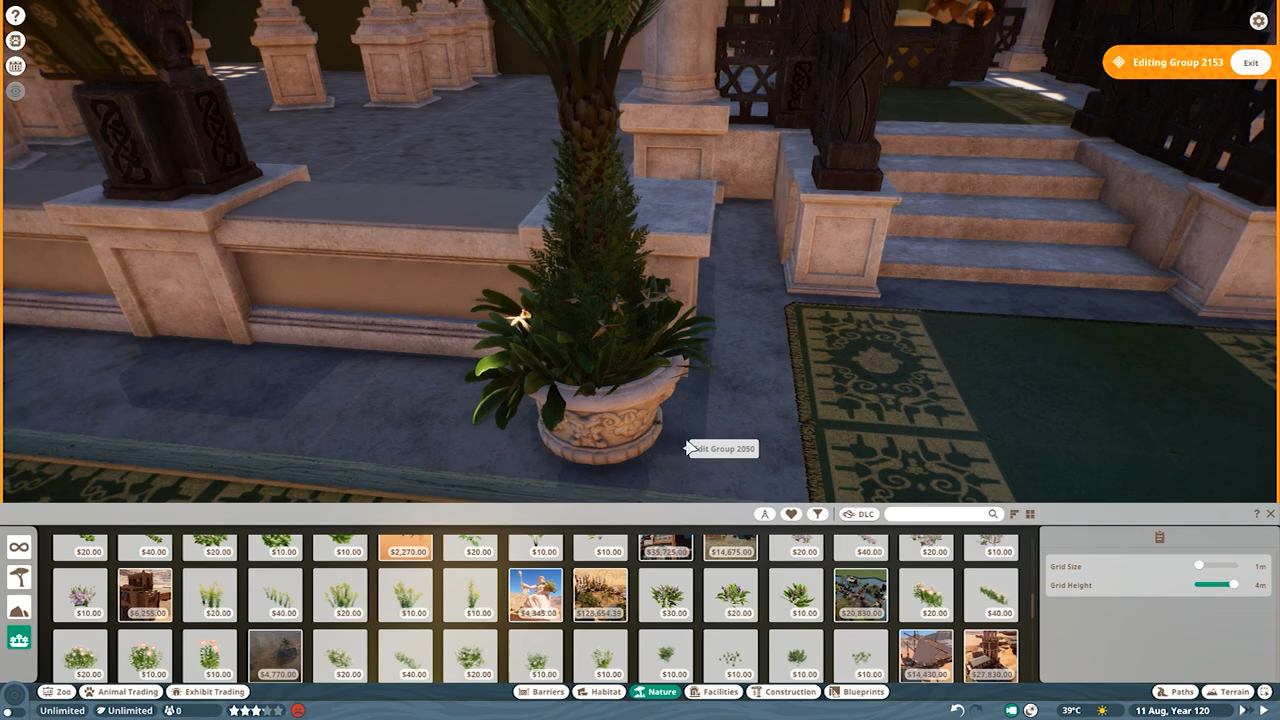 ?
Editing Group 2153 Exit
dit Group 2050
DLC
? ×
$20.00 $40.00 $20.00 $10.00 $20.00 $2,270.00 $20.00 $10.00 $10.00 $35,725.00 $14,675.00 $20.00 $40.00 $20.00 $10.00
Grid Size 1m
Grid Height 4m
$10.00 $6,255.00 $20.00 $40.00 $20.00 $10.00 $10.00 $4,345.00 $128,654.39 $30.00 $20.00 $10.00 $20,830.00 $20.00 $40.00
$20.00 $10.00 $10.00 $4,770.00 $20.00 $40.00 $20.00 $10.00 $10.00 $10.00 $10.00 $10.00 $10.00 $14,430.00 $27,830.00
Zoo Animal Trading Exhibit Trading Barriers Habitat Nature Facilities Construction Blueprints Paths Terrain
Unlimited Unlimited 0 39°C 11 Aug, Year 120